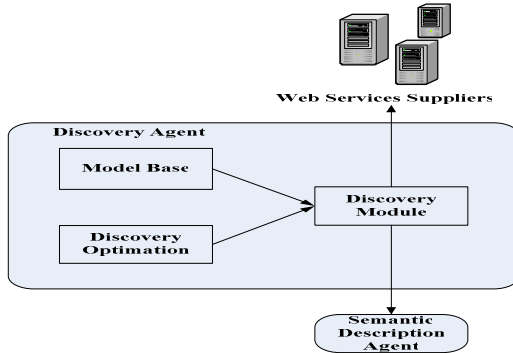 Web Services Suppliers
Discovery Agent
Model Base
Discovery
Module
Discovery
Optimation
Semantic
Description
Agent